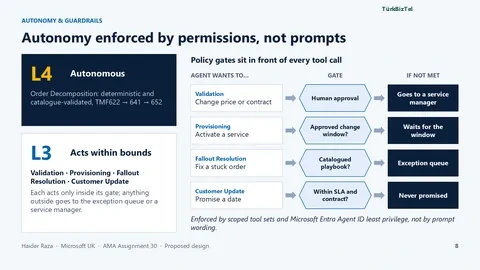 TürkBizTel
AUTONOMY & GUARDRAILS
Autonomy enforced by permissions, not prompts
L4 Autonomous
Order Decomposition: deterministic and
catalogue-validated, TMF622 → 641 → 652
L3 Acts within bounds
Validation · Provisioning · Fallout
Resolution · Customer Update
Each acts only inside its gate; anything
outside goes to the exception queue or a
service manager.
Policy gates sit in front of every tool call
AGENT WANTS TO... GATE IF NOT MET
Validation
Change price or contract
Human approval
Goes to a service
manager
Provisioning
Activate a service
Approved change
window?
Waits for the
window
Fallout Resolution
Fix a stuck order
Catalogued
playbook?
Exception queue
Customer Update
Promise a date
Within SLA and
contract?
Never promised
Enforced by scoped tool sets and Microsoft Entra Agent ID least privilege, not by prompt
wording.
Haider Raza · Microsoft UK · AMA Assignment 30 · Proposed design
8